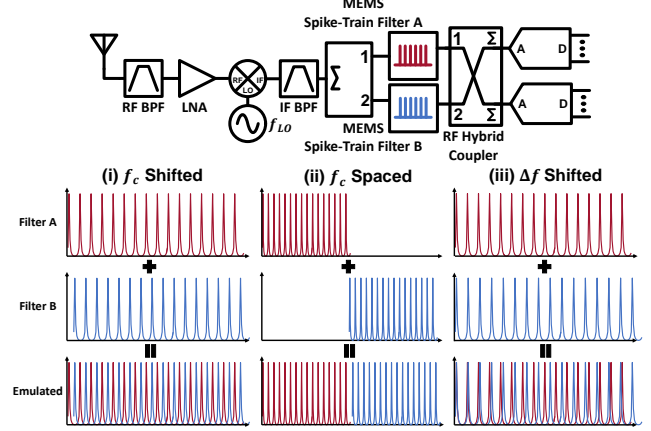 MEMS
Spike-Train Filter A
RF BPF
LNA
RF
IF
LO
f_LO
IF BPF
Σ
1
2
MEMS
Spike-Train Filter B
1
2
Σ
Σ
RF Hybrid
Coupler
A D
A D
(i) f_c Shifted
(ii) f_c Spaced
(iii) Δf Shifted
Filter A
+ + +
Filter B
Emulated